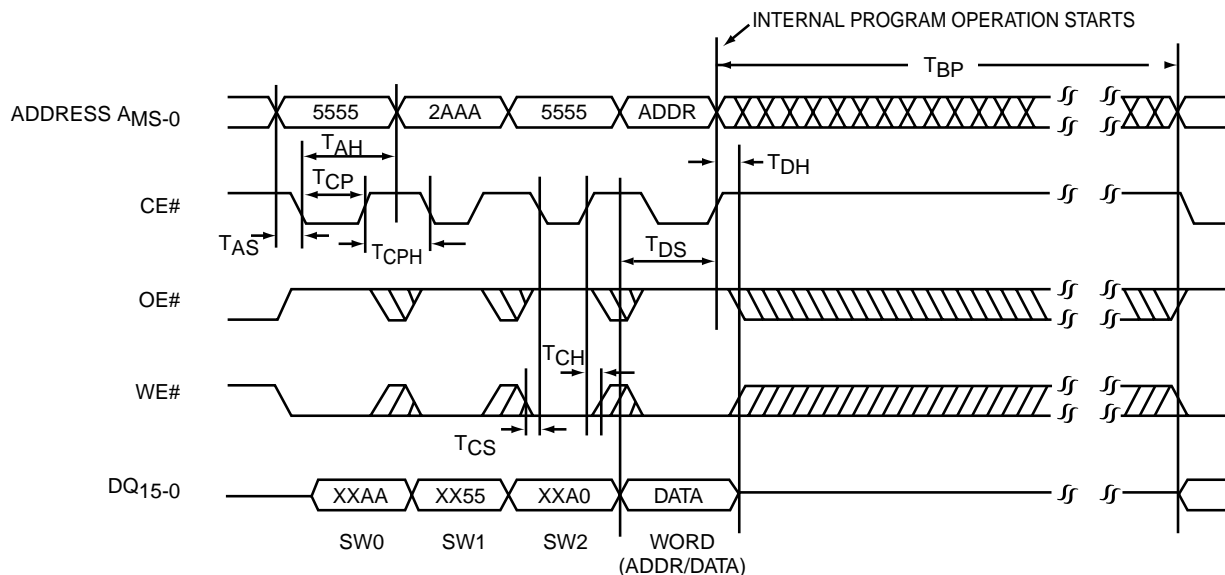 INTERNAL PROGRAM OPERATION STARTS
TBP
ADDRESS AMS-0
5555
2AAA
5555
ADDR
TAH
TDH
TCP
CE#
TAS
TCPH
TDS
OE#
TCH
WE#
TCS
DQ15-0
XXAA
XX55
XXA0
DATA
SW0
SW1
SW2
WORD
(ADDR/DATA)